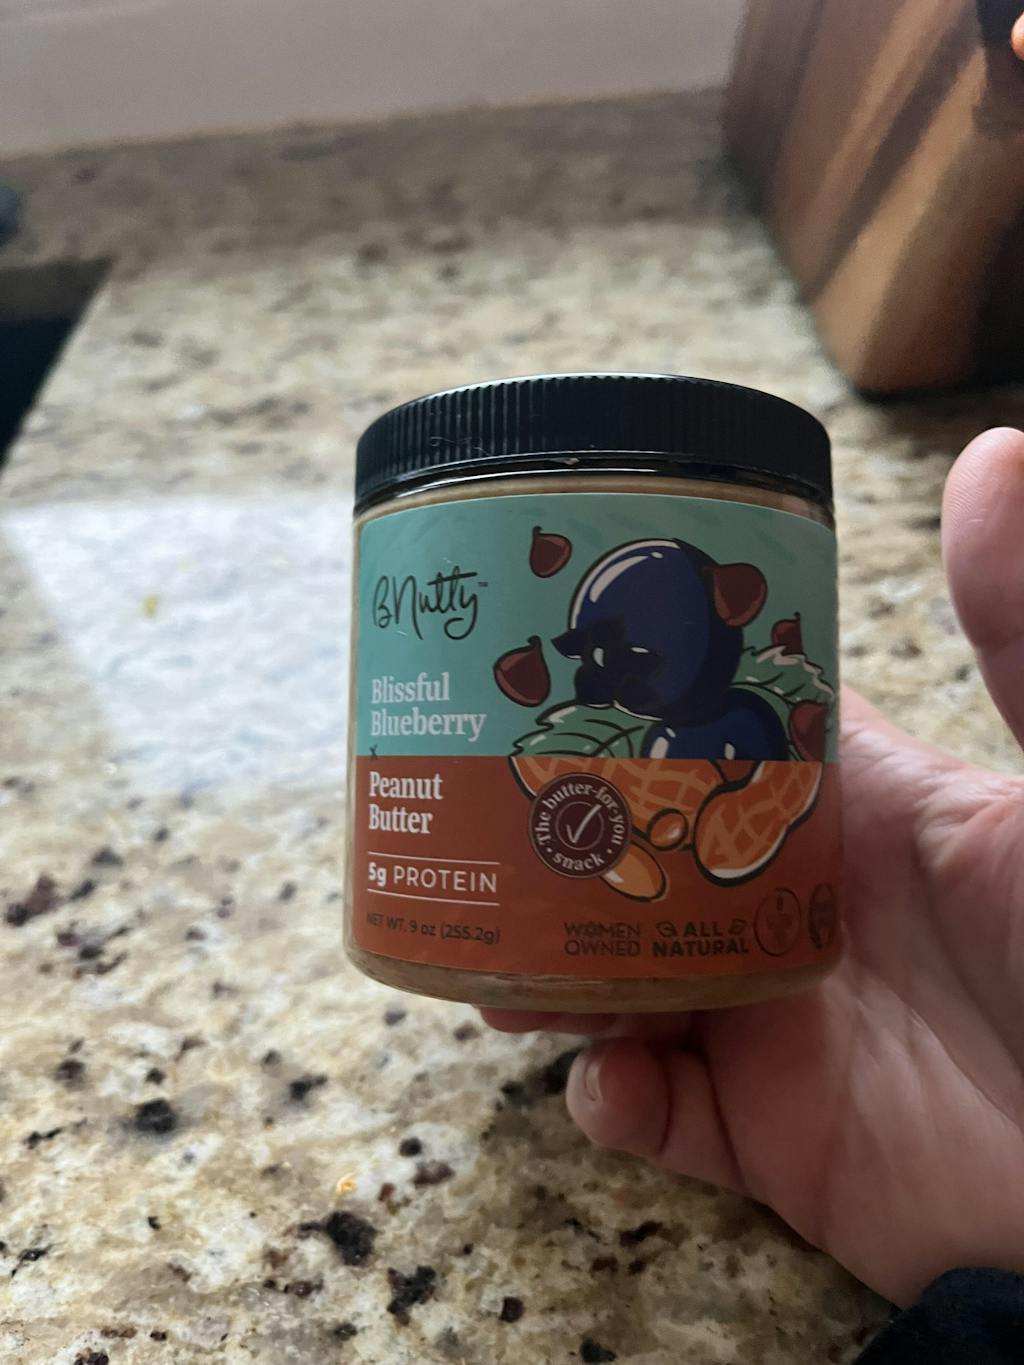 BNutty™
Blissful
Blueberry
x
Peanut
Butter
5g PROTEIN
NET WT. 9 oz (255.2g)
The butter-for-you
snack
WOMEN
OWNED
ALL
NATURAL